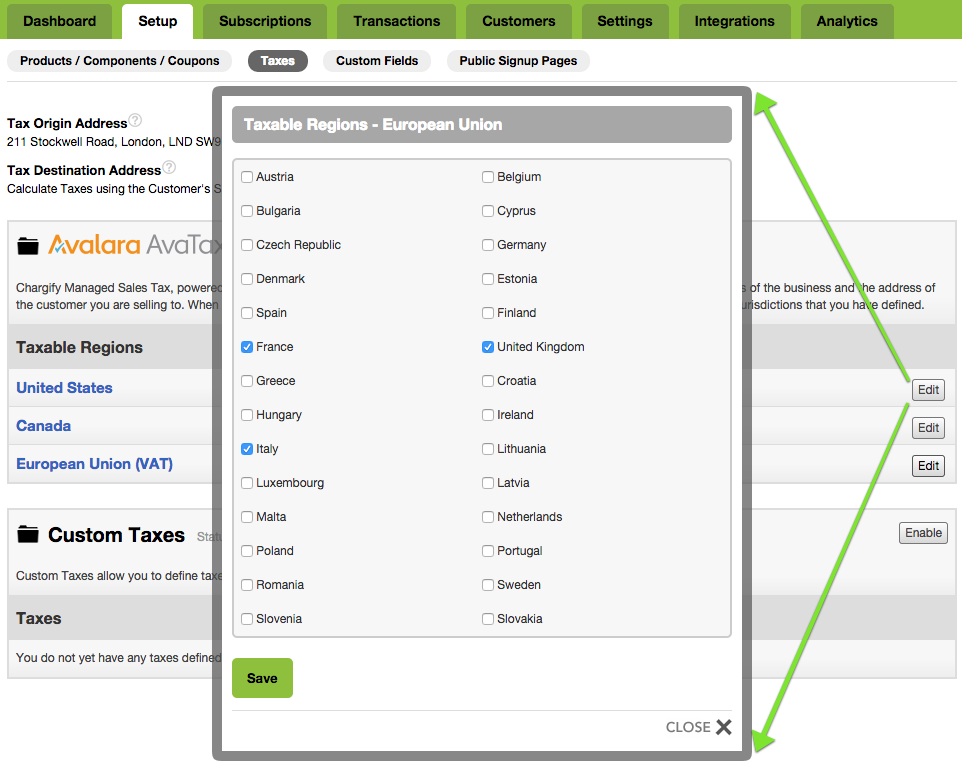 Dashboard Setup Subscriptions Transactions Customers Settings Integrations Analytics
Products / Components / Coupons Taxes Custom Fields Public Signup Pages
Tax Origin Address ?
211 Stockwell Road, London, LND SW9
Tax Destination Address ?
Calculate Taxes using the Customer's S
Avalara AvaTax
Chargify Managed Sales Tax, powere
s of the business and the address of
the customer you are selling to. When
urisdictions that you have defined.
Taxable Regions
United States Edit
Canada Edit
European Union (VAT) Edit
Custom Taxes Enable
Custom Taxes allow you to define taxe
Taxes
You do not yet have any taxes defined
Taxable Regions - European Union
Austria Belgium
Bulgaria Cyprus
Czech Republic Germany
Denmark Estonia
Spain Finland
France United Kingdom
Greece Croatia
Hungary Ireland
Italy Lithuania
Luxembourg Latvia
Malta Netherlands
Poland Portugal
Romania Sweden
Slovenia Slovakia
Save
CLOSE